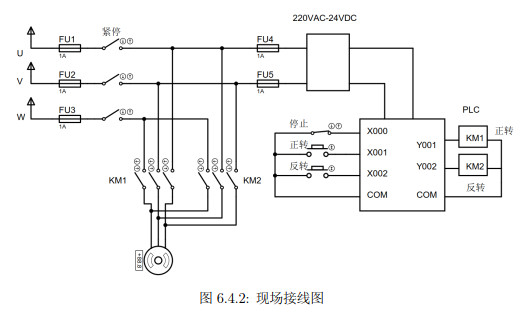 220VAC-24VDC
FU1 紧停 FU4
1A 1A
U
FU2 FU5
1A 1A
V
FU3
1A
W
PLC
停止 X000 Y001 KM1 正转
正转 X001
反转 X002 Y002 KM2
反转
COM COM
KM1 KM2
+88.8
图 6.4.2: 现场接线图